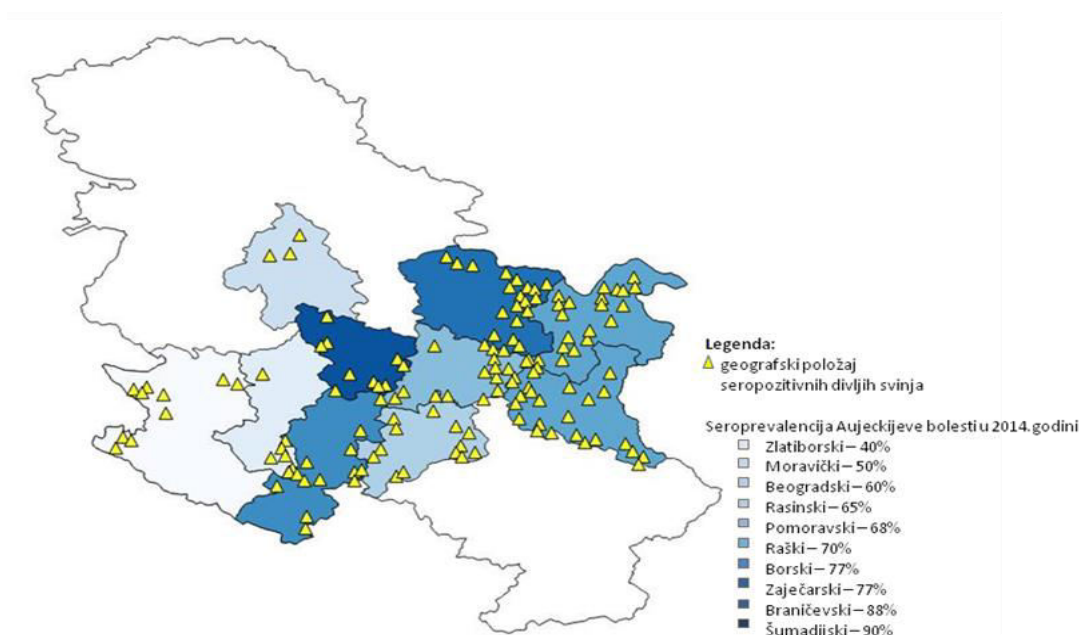 Legenda:
geografski položaj
seropozitivnih divljih svinja
Seroprevalencija Aujeckijeve bolesti u 2014.godini
Zlatiborski – 40%
Moravički – 50%
Beogradski – 60%
Rasinski – 65%
Pomoravski – 68%
Raški – 70%
Borski – 77%
Zaječarski – 77%
Braničevski – 88%
Šumadijski – 90%